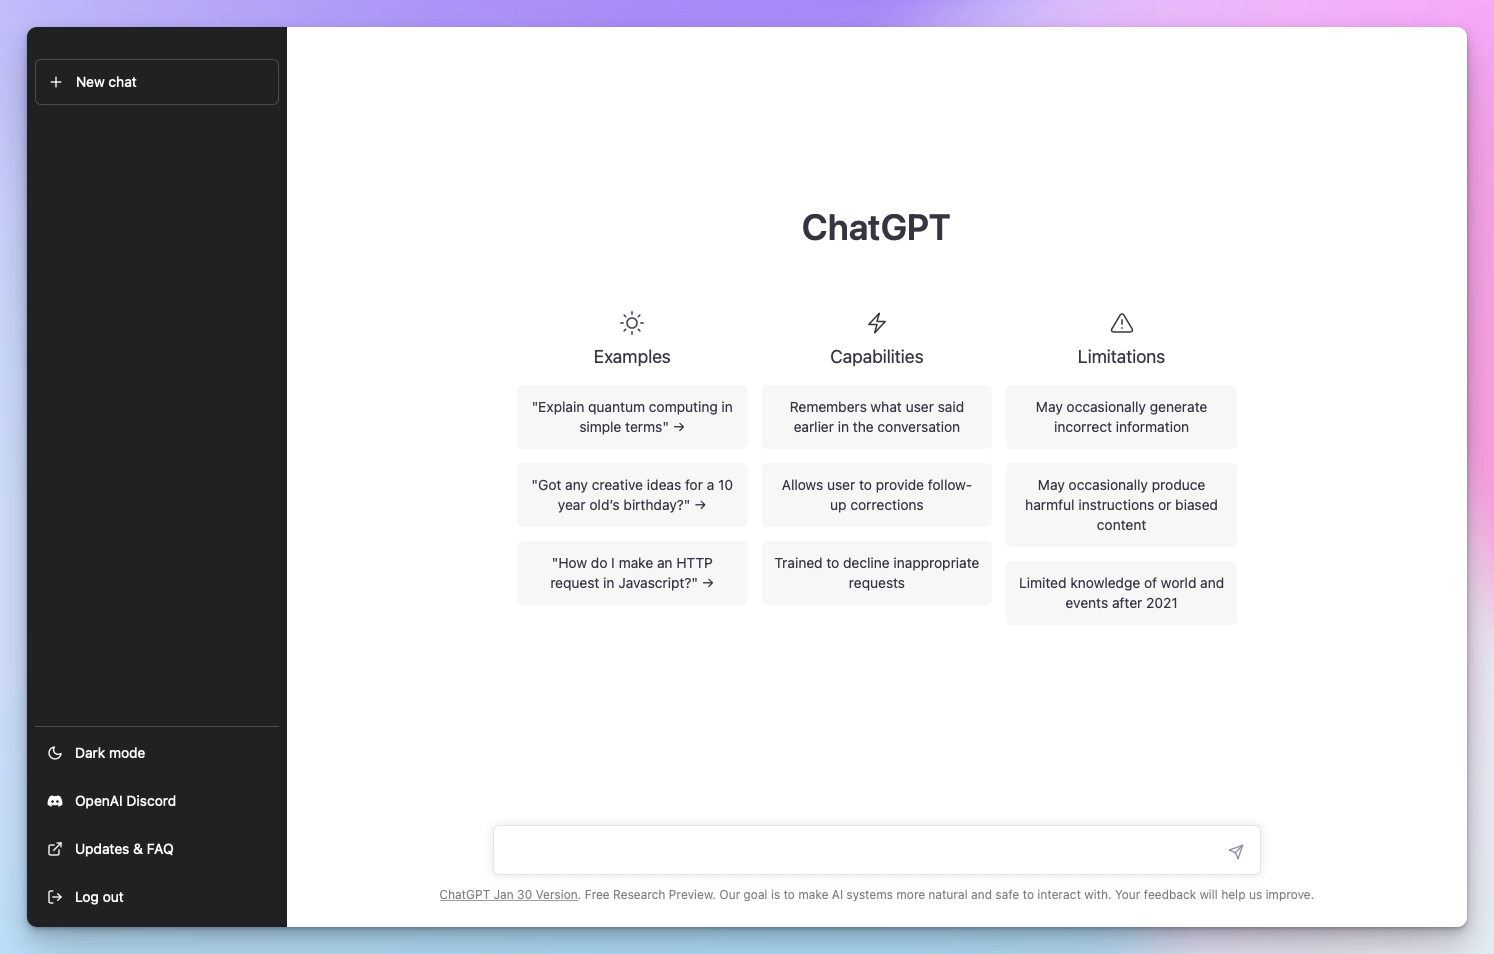 New chat
ChatGPT
Examples
"Explain quantum computing in
simple terms" →
"Got any creative ideas for a 10
year old’s birthday?" →
"How do I make an HTTP
request in Javascript?" →
Capabilities
Remembers what user said
earlier in the conversation
Allows user to provide follow-
up corrections
Trained to decline inappropriate
requests
Limitations
May occasionally generate
incorrect information
May occasionally produce
harmful instructions or biased
content
Limited knowledge of world and
events after 2021
Dark mode
OpenAI Discord
Updates & FAQ
Log out
ChatGPT Jan 30 Version. Free Research Preview. Our goal is to make AI systems more natural and safe to interact with. Your feedback will help us improve.